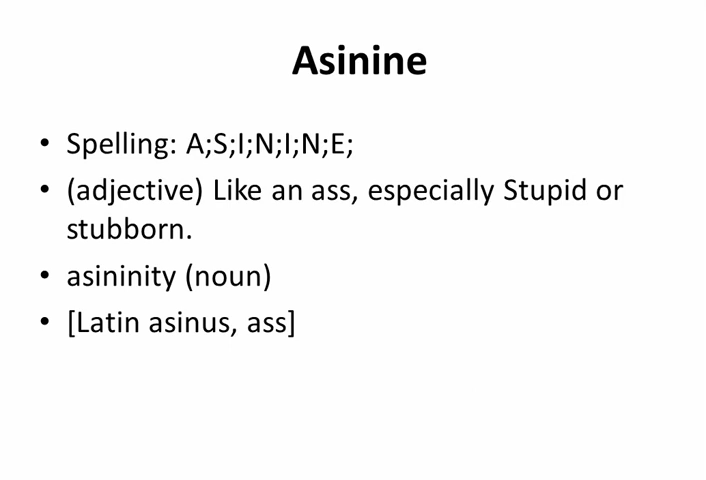 Asinine
• Spelling: A;S;I;N;I;N;E;
• (adjective) Like an ass, especially Stupid or
stubborn.
• asininity (noun)
• [Latin asinus, ass]